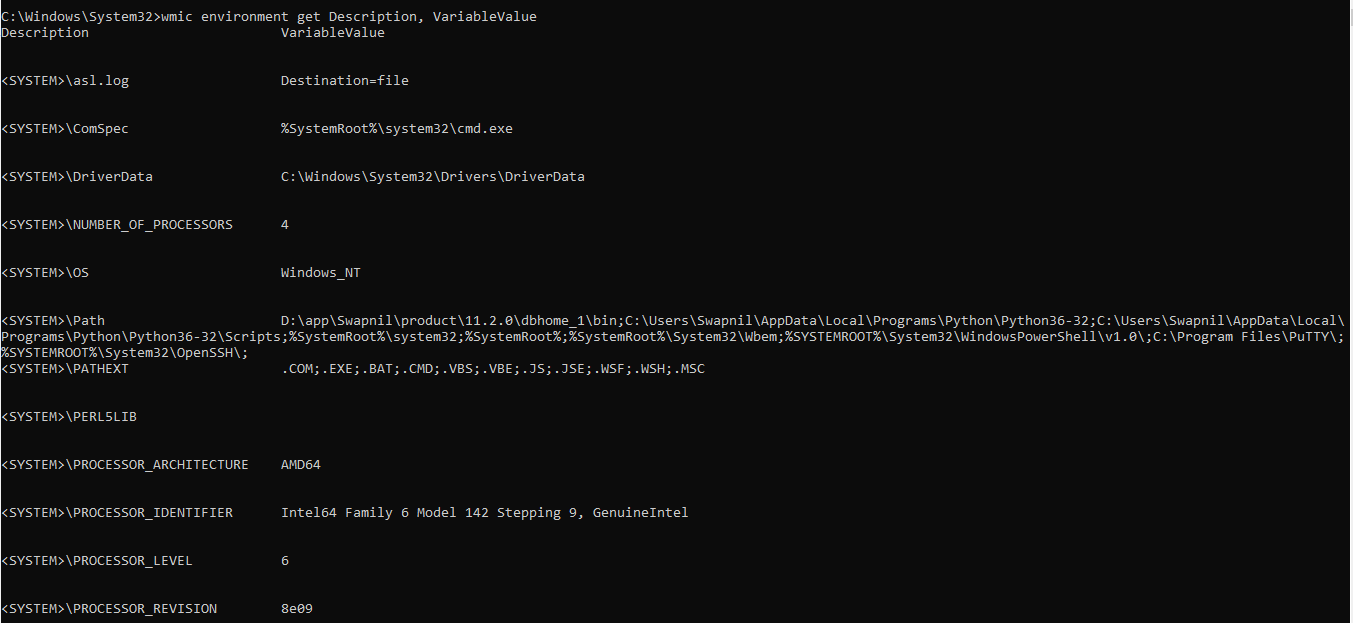 C:\Windows\System32>wmic environment get Description, VariableValue
Description                        VariableValue
<SYSTEM>\asl.log                   Destination=file
<SYSTEM>\ComSpec                   %SystemRoot%\system32\cmd.exe
<SYSTEM>\DriverData                C:\Windows\System32\Drivers\DriverData
<SYSTEM>\NUMBER_OF_PROCESSORS      4
<SYSTEM>\OS                        Windows_NT
<SYSTEM>\Path                      D:\app\Swapnil\product\11.2.0\dbhome_1\bin;C:\Users\Swapnil\AppData\Local\Programs\Python\Python36-32;C:\Users\Swapnil\AppData\Local\
Programs\Python\Python36-32\Scripts;%SystemRoot%\system32;%SystemRoot%;%SystemRoot%\System32\Wbem;%SYSTEMROOT%\System32\WindowsPowerShell\v1.0\;C:\Program Files\PuTTY\;
%SYSTEMROOT%\System32\OpenSSH\;
<SYSTEM>\PATHEXT                   .COM;.EXE;.BAT;.CMD;.VBS;.VBE;.JS;.JSE;.WSF;.WSH;.MSC
<SYSTEM>\PERL5LIB
<SYSTEM>\PROCESSOR_ARCHITECTURE    AMD64
<SYSTEM>\PROCESSOR_IDENTIFIER      Intel64 Family 6 Model 142 Stepping 9, GenuineIntel
<SYSTEM>\PROCESSOR_LEVEL           6
<SYSTEM>\PROCESSOR_REVISION        8e09